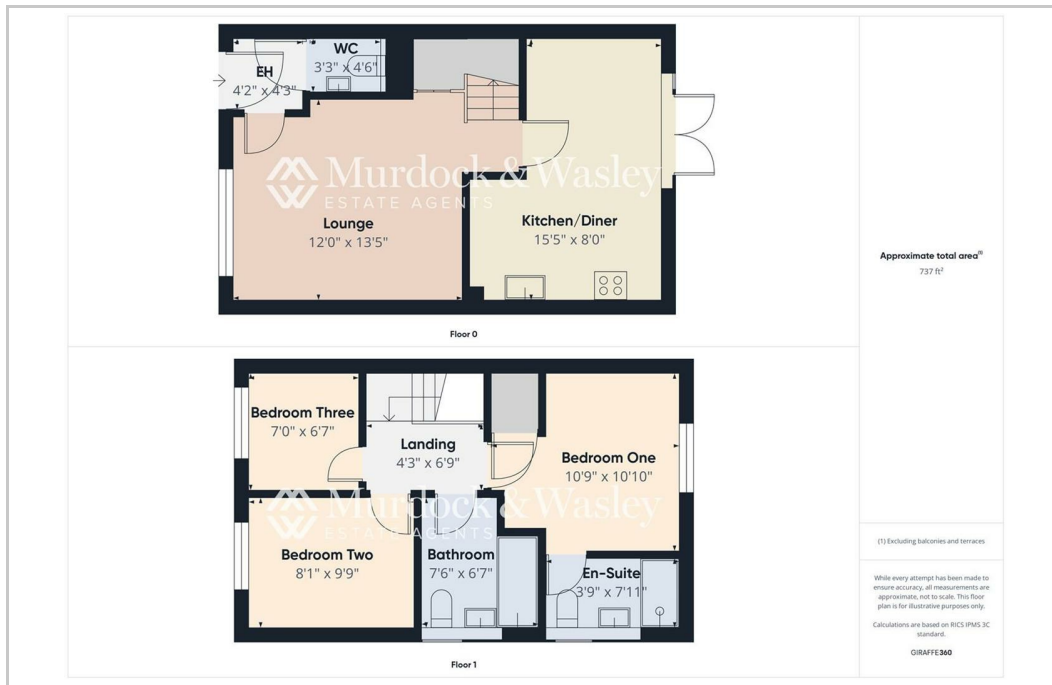 WC
3'3" x 4'6"
EH
4'2" x 4'3"
Murdock & Wasley
ESTATE AGENTS
Lounge
12'0" x 13'5"
Kitchen/Diner
15'5" x 8'0"
Floor 0
Bedroom Three
7'0" x 6'7"
Landing
4'3" x 6'9"
Bedroom One
10'9" x 10'10"
Murdock & Wasley
ESTATE AGENTS
Bedroom Two
8'1" x 9'9"
Bathroom
7'6" x 6'7"
En-Suite
3'9" x 7'11"
Floor 1
Approximate total area(1)
737 ft²
(1) Excluding balconies and terraces
While every attempt has been made to
ensure accuracy, all measurements are
approximate, not to scale. This floor
plan is for illustrative purposes only.
Calculations are based on RICS IPMS 3C
standard.
GIRAFFE360